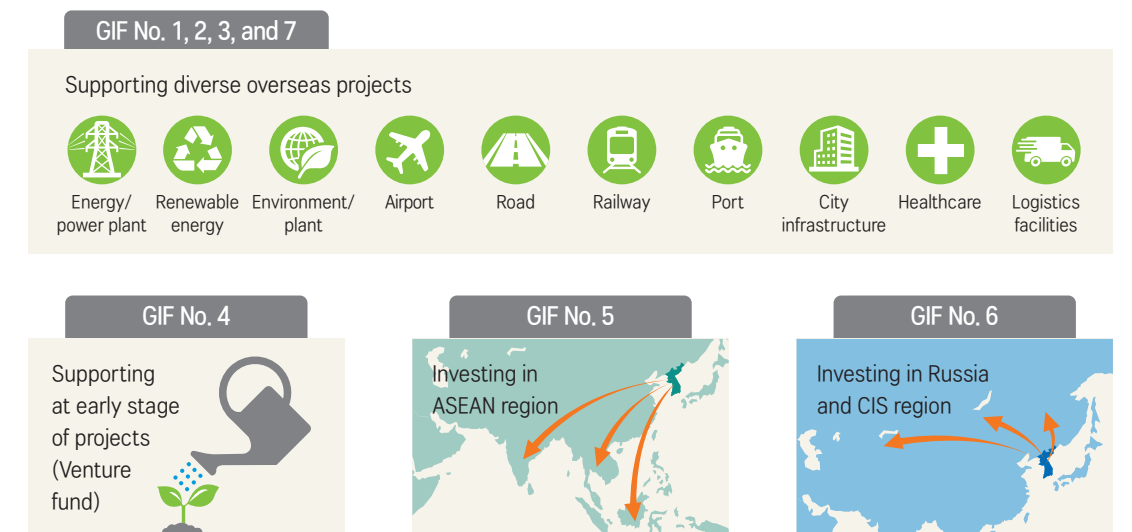 GIF No. 1, 2, 3, and 7
Supporting diverse overseas projects
Energy/
power plant
Renewable
energy
Environment/
plant
Airport
Road
Railway
Port
City
infrastructure
Healthcare
Logistics
facilities
GIF No. 4
Supporting
at early stage
of projects
(Venture
fund)
GIF No. 5
Investing in
ASEAN region
GIF No. 6
Investing in Russia
and CIS region